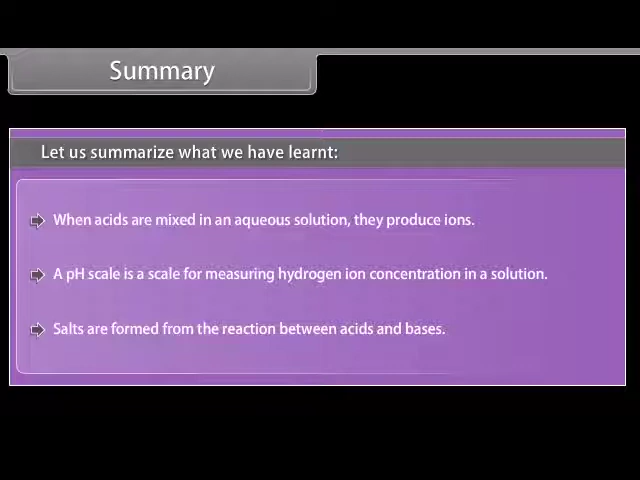 Summary
Let us summarize what we have learnt:
When acids are mixed in an aqueous solution, they produce ions.
A pH scale is a scale for measuring hydrogen ion concentration in a solution.
Salts are formed from the reaction between acids and bases.